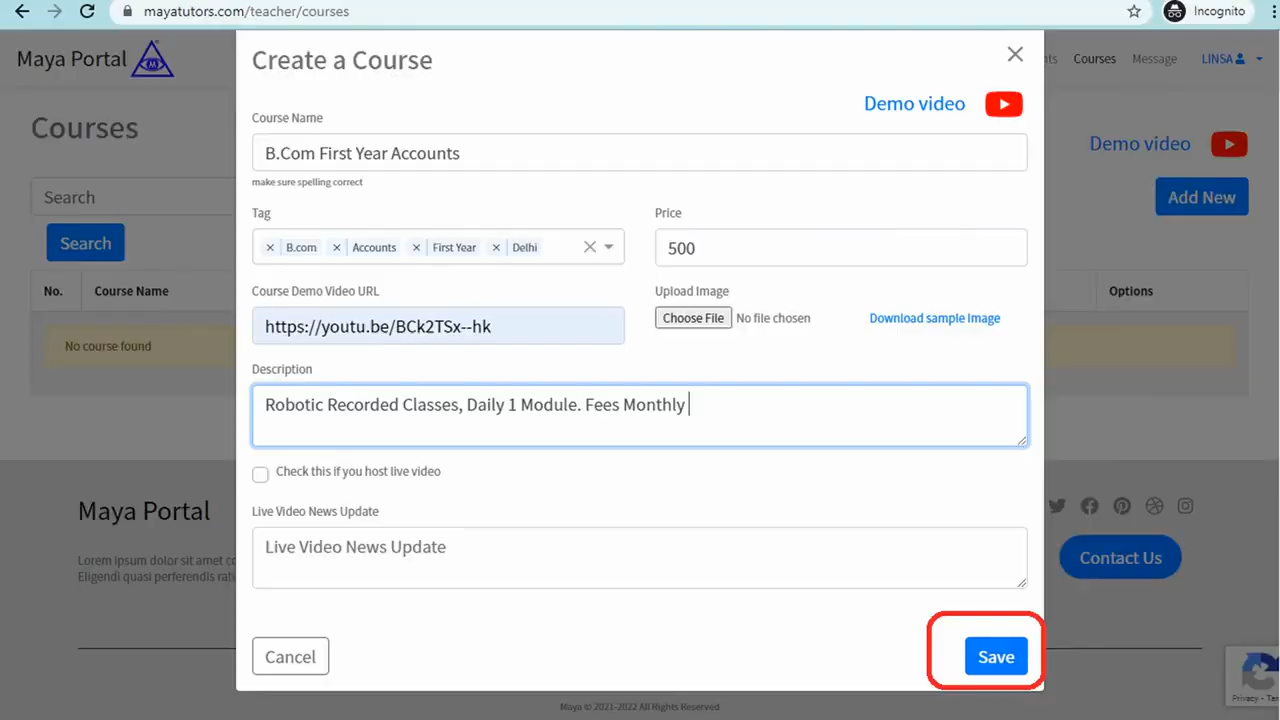 mayatutors.com/teacher/courses
Incognito
Maya Portal
Courses
Message
LINSA
Create a Course
Demo video
Course Name
B.Com First Year Accounts
make sure spelling correct
Tag
Price
B.com
Accounts
First Year
Delhi
500
Course Demo Video URL
Upload Image
https://youtu.be/BCk2TSx--hk
Choose File
No file chosen
Download sample Image
Description
Robotic Recorded Classes, Daily 1 Module. Fees Monthly
Check this if you host live video
Live Video News Update
Live Video News Update
Cancel
Save
Courses
Demo video
Search
Add New
Search
No.
Course Name
Options
No course found
Maya Portal
Lorem ipsum dolor sit amet
Eligendi quasi perferendis
Contact Us
Maya © 2021-2022 All Rights Reserved
Privacy